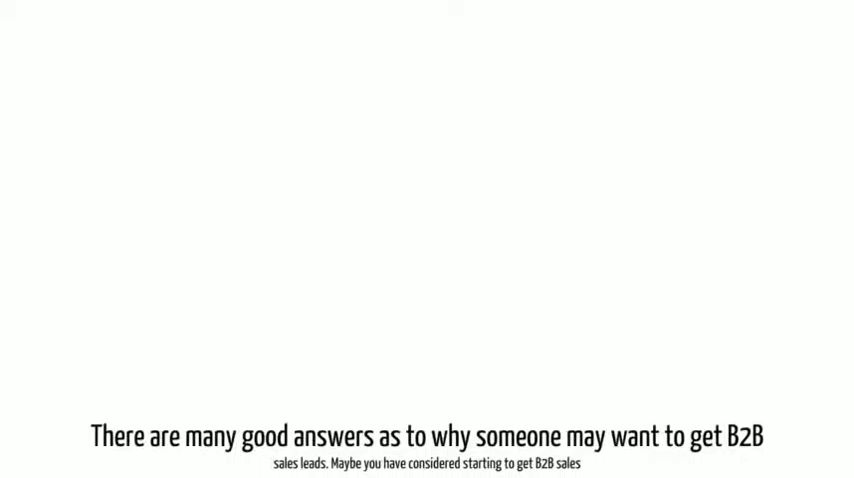 There are many good answers as to why someone may want to get B2B
sales leads. Maybe you have considered starting to get B2B sales